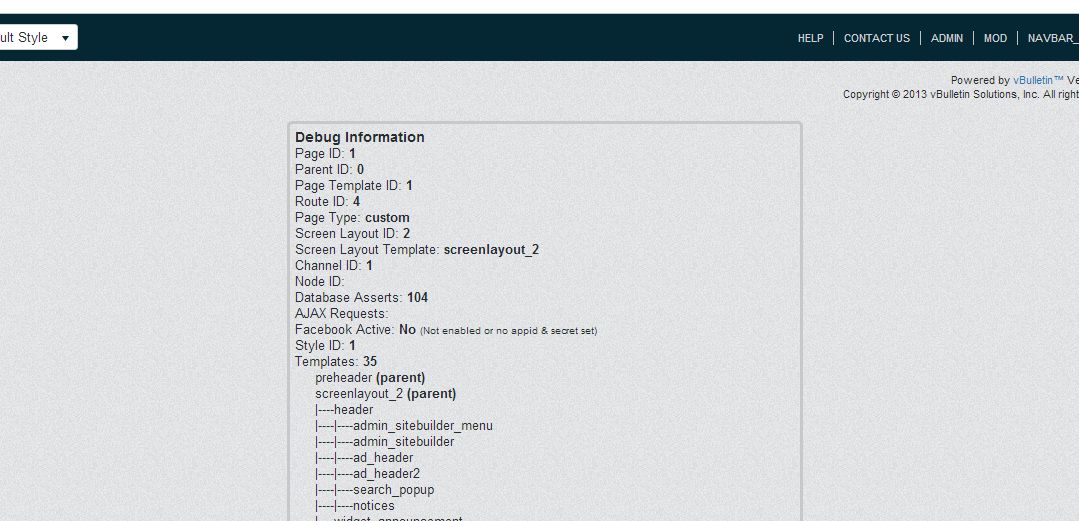 ult Style
HELP CONTACT US ADMIN MOD NAVBAR_
Powered by vBulletin™ Ve
Copyright © 2013 vBulletin Solutions, Inc. All right
Debug Information
Page ID: 1
Parent ID: 0
Page Template ID: 1
Route ID: 4
Page Type: custom
Screen Layout ID: 2
Screen Layout Template: screenlayout_2
Channel ID: 1
Node ID:
Database Asserts: 104
AJAX Requests:
Facebook Active: No (Not enabled or no appid & secret set)
Style ID: 1
Templates: 35
preheader (parent)
screenlayout_2 (parent)
|----header
|----|----admin_sitebuilder_menu
|----|----admin_sitebuilder
|----|----ad_header
|----|----ad_header2
|----|----search_popup
|----|----notices
|----widget_announcement